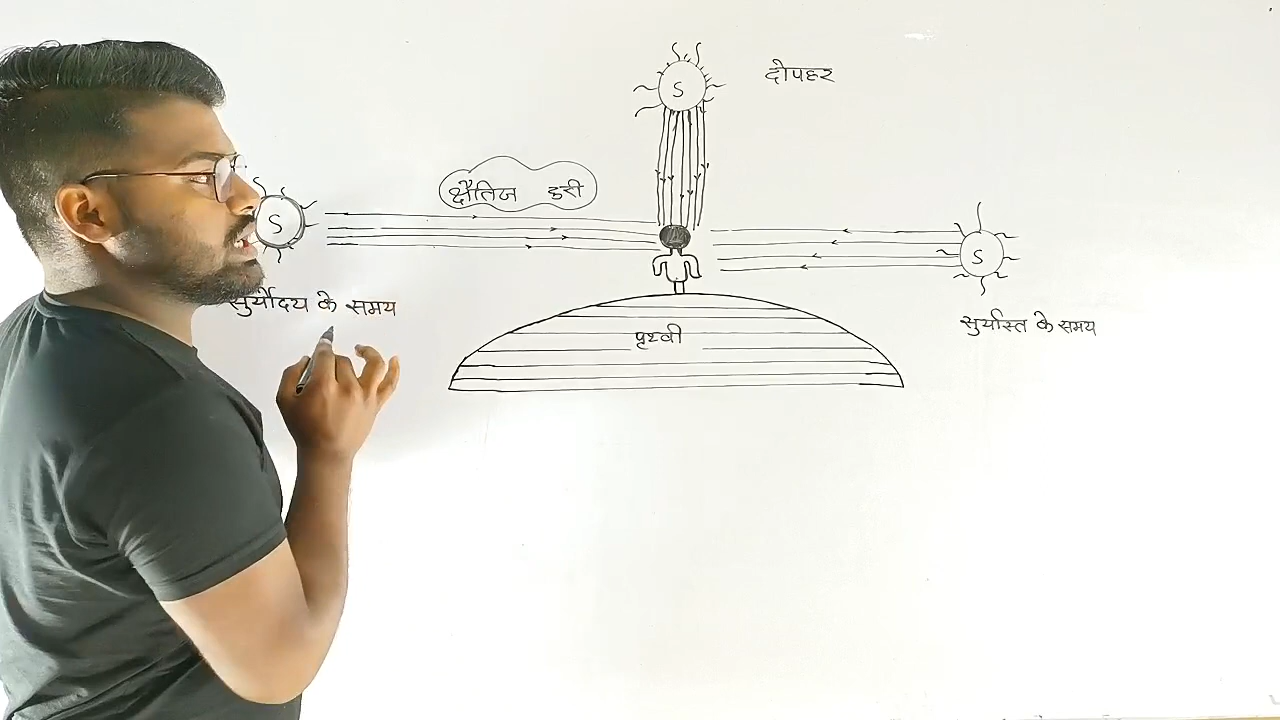 दोपहर
S
क्षैतिज दुरी
S
S
सुर्योदय के समय
सुर्यास्त के समय
पृथ्वी